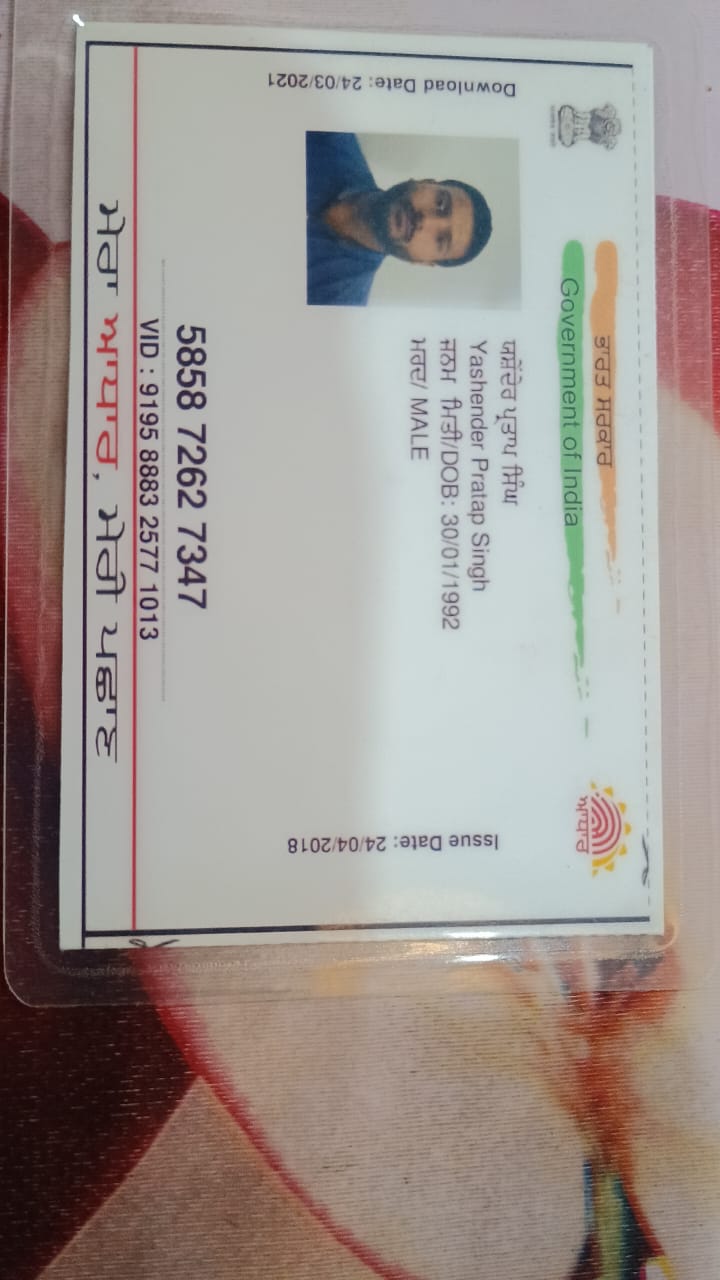 ਭਾਰਤ ਸਰਕਾਰ
Government of India
ਆਧਾਰ
Download Date: 24/03/2021
Issue Date: 24/04/2018
ਯਸ਼ੇਂਦੇਰ ਪ੍ਰਤਾਪ ਸਿੰਘ
Yashender Pratap Singh
ਜਨਮ ਮਿਤੀ/DOB: 30/01/1992
ਮਰਦ/ MALE
5858 7262 7347
VID : 9195 8883 2577 1013
ਮੇਰਾ ਆਧਾਰ, ਮੇਰੀ ਪਛਾਣ